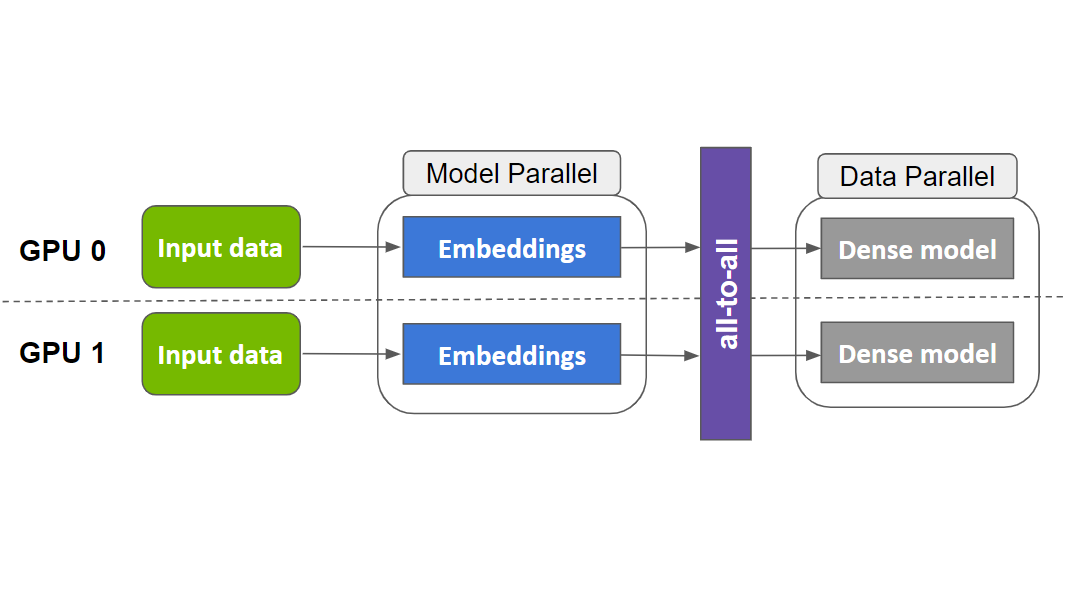 Model Parallel
Data Parallel
GPU 0
Input data
Embeddings
all-to-all
Dense model
GPU 1
Input data
Embeddings
Dense model